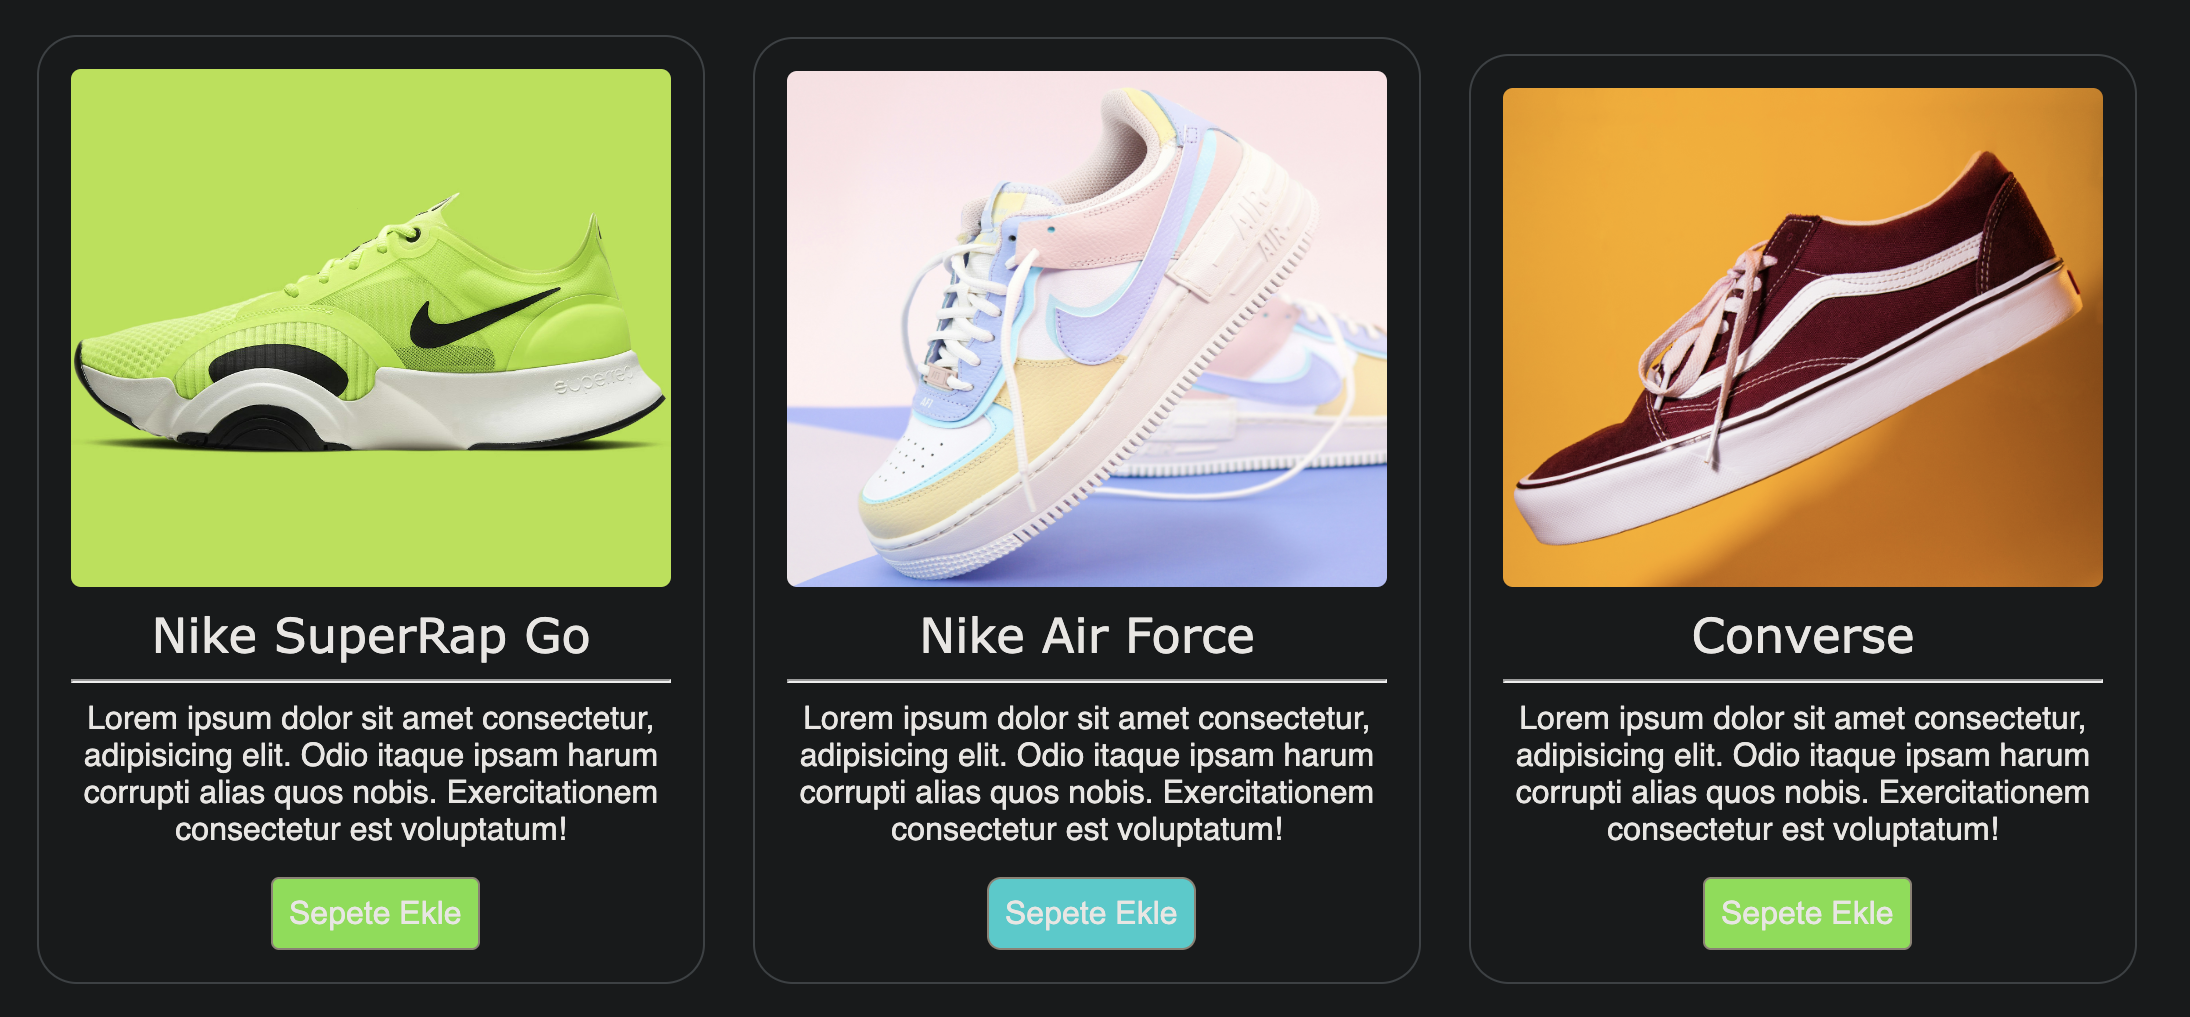 superrep
AIR
AIR
AF1
Nike SuperRap Go
Lorem ipsum dolor sit amet consectetur,
adipisicing elit. Odio itaque ipsam harum
corrupti alias quos nobis. Exercitationem
consectetur est voluptatum!
Sepete Ekle
Nike Air Force
Lorem ipsum dolor sit amet consectetur,
adipisicing elit. Odio itaque ipsam harum
corrupti alias quos nobis. Exercitationem
consectetur est voluptatum!
Sepete Ekle
Converse
Lorem ipsum dolor sit amet consectetur,
adipisicing elit. Odio itaque ipsam harum
corrupti alias quos nobis. Exercitationem
consectetur est voluptatum!
Sepete Ekle